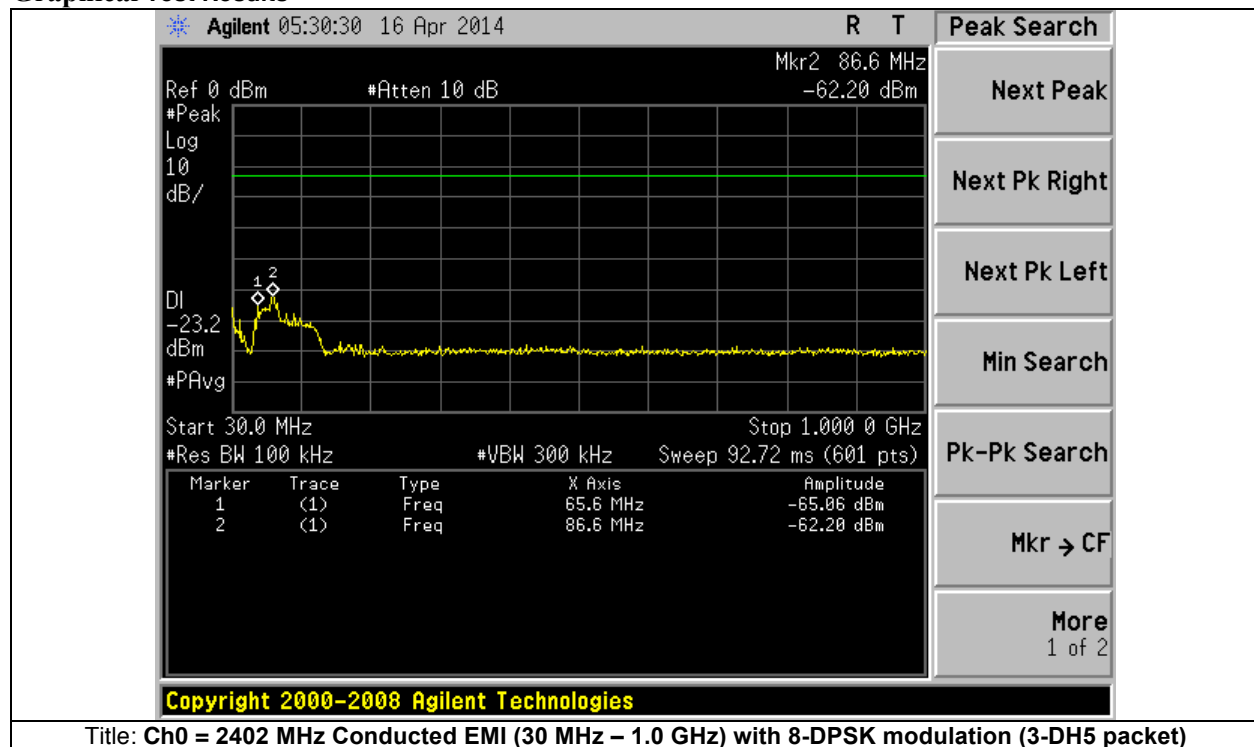 Agilent 05:30:30 16 Apr 2014 R T
Peak Search
Mkr2 86.6 MHz
Ref 0 dBm #Atten 10 dB -62.20 dBm
Next Peak
#Peak
Log
10
dB/
Next Pk Right
Next Pk Left
1 2
DI
-23.2
dBm
Min Search
#PAvg
Start 30.0 MHz Stop 1.000 0 GHz
#Res BW 100 kHz #VBW 300 kHz Sweep 92.72 ms (601 pts)
Pk-Pk Search
Marker Trace Type X Axis Amplitude
1 (1) Freq 65.6 MHz -65.06 dBm
2 (1) Freq 86.6 MHz -62.20 dBm
Mkr → CF
More
1 of 2
Copyright 2000-2008 Agilent Technologies
Title: Ch0 = 2402 MHz Conducted EMI (30 MHz – 1.0 GHz) with 8-DPSK modulation (3-DH5 packet)